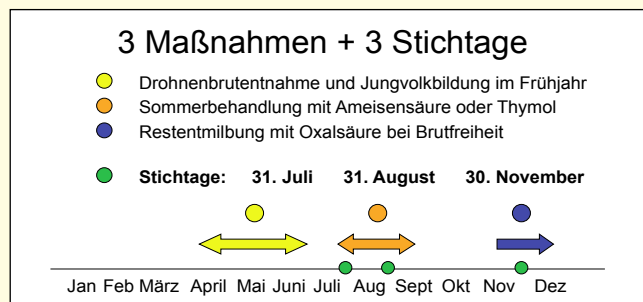 3 Maßnahmen + 3 Stichtage
Drohnenbrutentnahme und Jungvolkbildung im Frühjahr
Sommerbehandlung mit Ameisensäure oder Thymol
Restentmilbung mit Oxalsäure bei Brutfreiheit
Stichtage: 31. Juli 31. August 30. November
Jan Feb März April Mai Juni Juli Aug Sept Okt Nov Dez